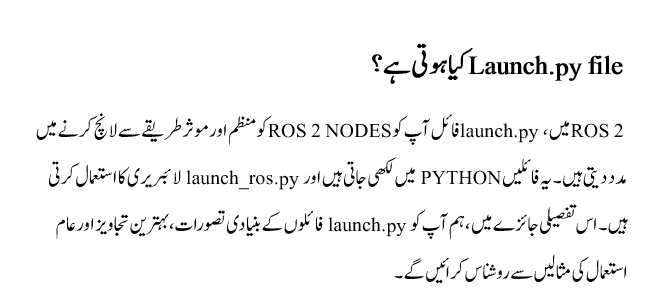 Launch.py file کیا ہوتی ہے؟
ROS 2 میں، launch.py فائل آپ کو ROS 2 NODES کو منظم اور موثر طریقے سے لانچ کرنے میں
مدد دیتی ہیں۔ یہ فائلیں PYTHON میں لکھی جاتی ہیں اور launch_ros.py لائبریری کا استعمال کرتی
ہیں۔ اس تفصیلی جائزے میں، ہم آپ کو launch.py فائلوں کے بنیادی تصورات، بہترین تجاویز اور عام
استعمال کی مثالیں سے روشناس کرائیں گے۔